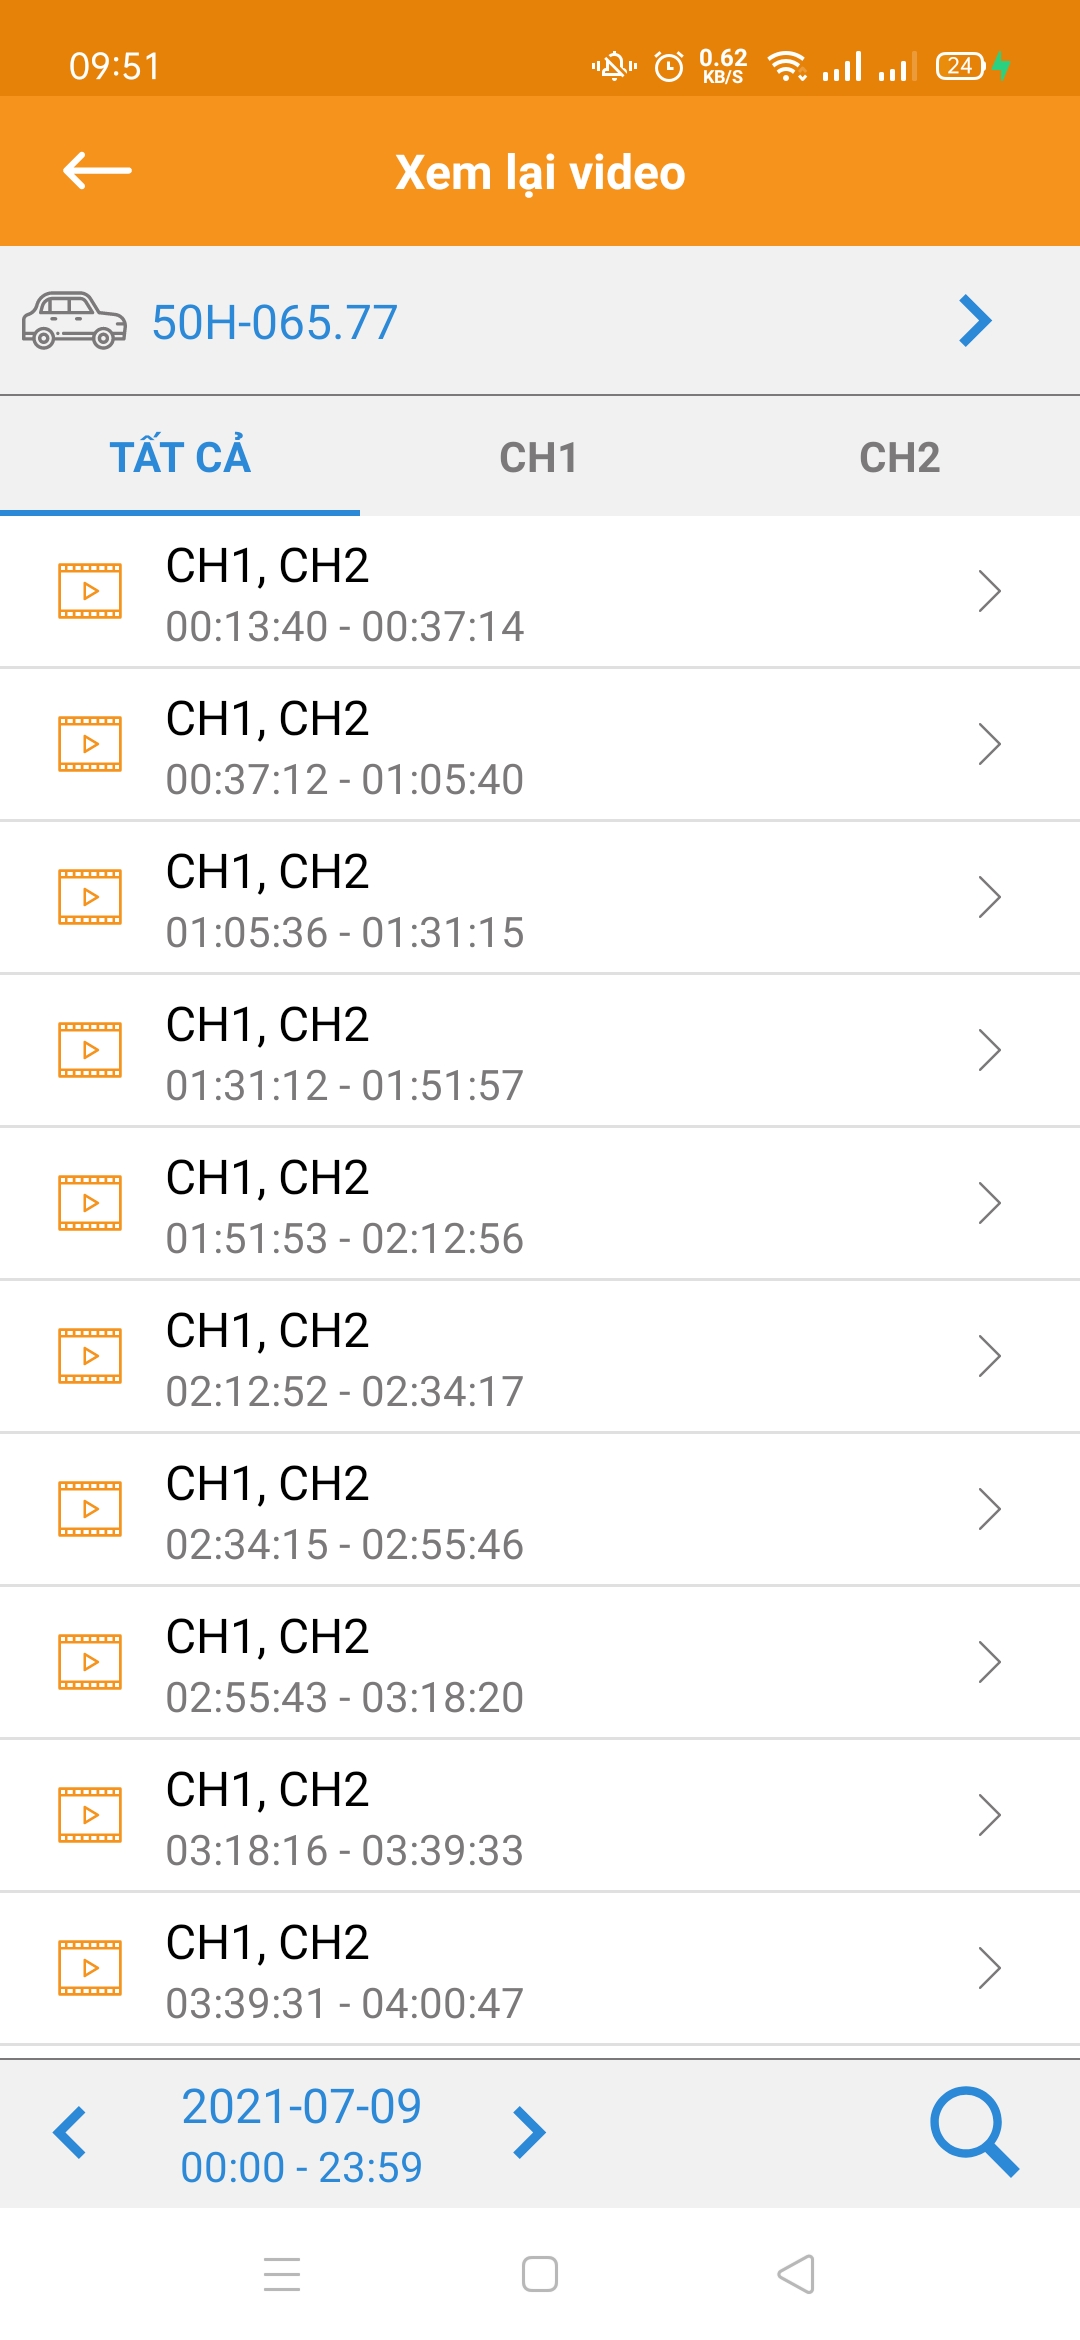 09:51
0.62
KB/S
24
Xem lại video
50H-065.77
TẤT CẢ
CH1
CH2
CH1, CH2
00:13:40 - 00:37:14
CH1, CH2
00:37:12 - 01:05:40
CH1, CH2
01:05:36 - 01:31:15
CH1, CH2
01:31:12 - 01:51:57
CH1, CH2
01:51:53 - 02:12:56
CH1, CH2
02:12:52 - 02:34:17
CH1, CH2
02:34:15 - 02:55:46
CH1, CH2
02:55:43 - 03:18:20
CH1, CH2
03:18:16 - 03:39:33
CH1, CH2
03:39:31 - 04:00:47
2021-07-09
00:00 - 23:59